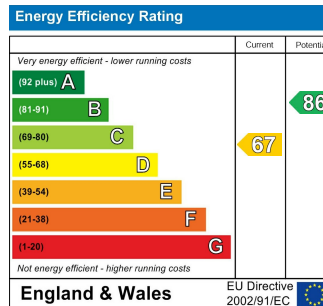 Energy Efficiency Rating
Current Potential
Very energy efficient - lower running costs
(92 plus) A
(81-91) B
(69-80) C
(55-68) D
(39-54) E
(21-38) F
(1-20) G
67
86
Not energy efficient - higher running costs
England & Wales
EU Directive
2002/91/EC